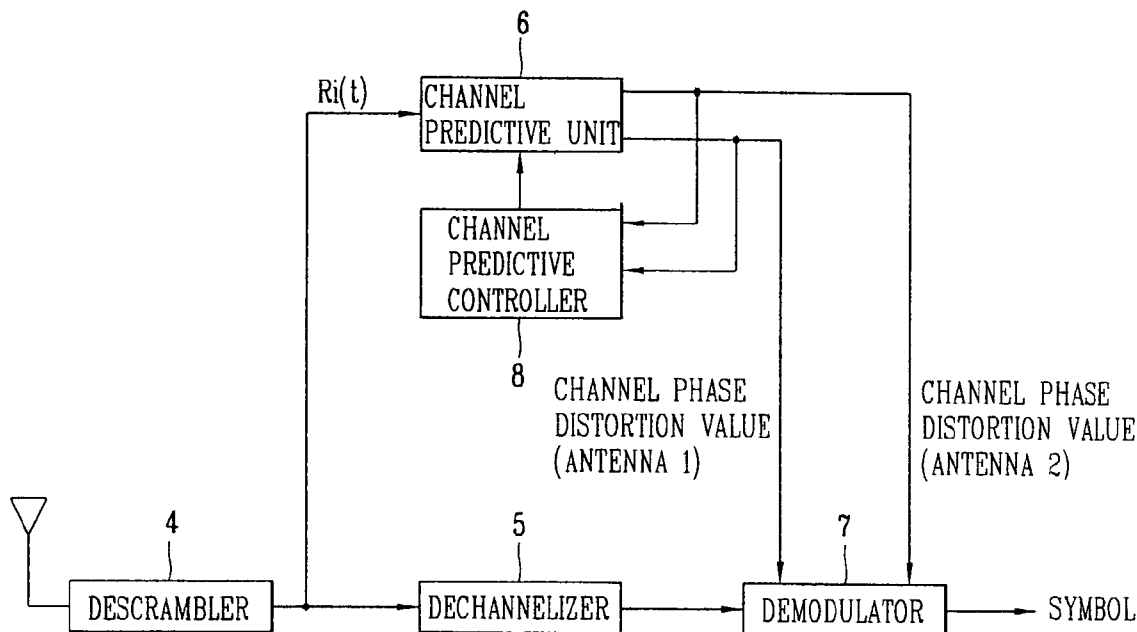 6
Ri(t)
CHANNEL
PREDICTIVE UNIT
CHANNEL
PREDICTIVE
CONTROLLER
8
CHANNEL PHASE
DISTORTION VALUE
(ANTENNA 1)
CHANNEL PHASE
DISTORTION VALUE
(ANTENNA 2)
4
5
7
DESCRAMBLER
DECHANNELIZER
DEMODULATOR
SYMBOL